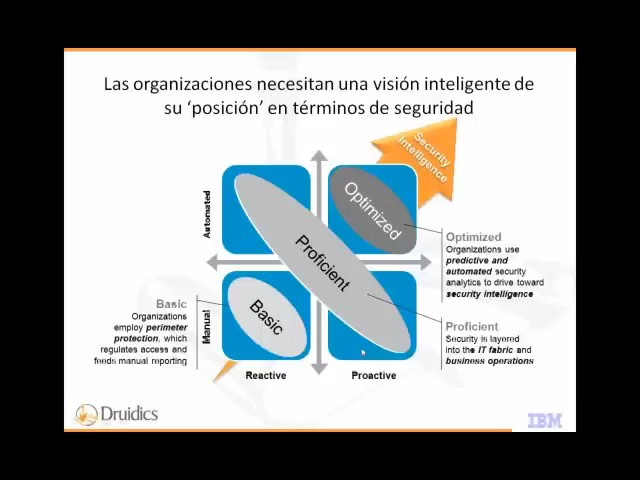 Las organizaciones necesitan una visión inteligente de
su ‘posición’ en términos de seguridad
Security
Intelligence
Automated
Optimized
Proficient
Optimized
Organizations use
predictive and
automated security
analytics to drive toward
security intelligence
Basic
Organizations
employ perimeter
protection, which
regulates access and
feeds manual reporting
Manual
Basic
Proficient
Security is layered
into the IT fabric and
business operations
Reactive
Proactive
Druidics
IBM